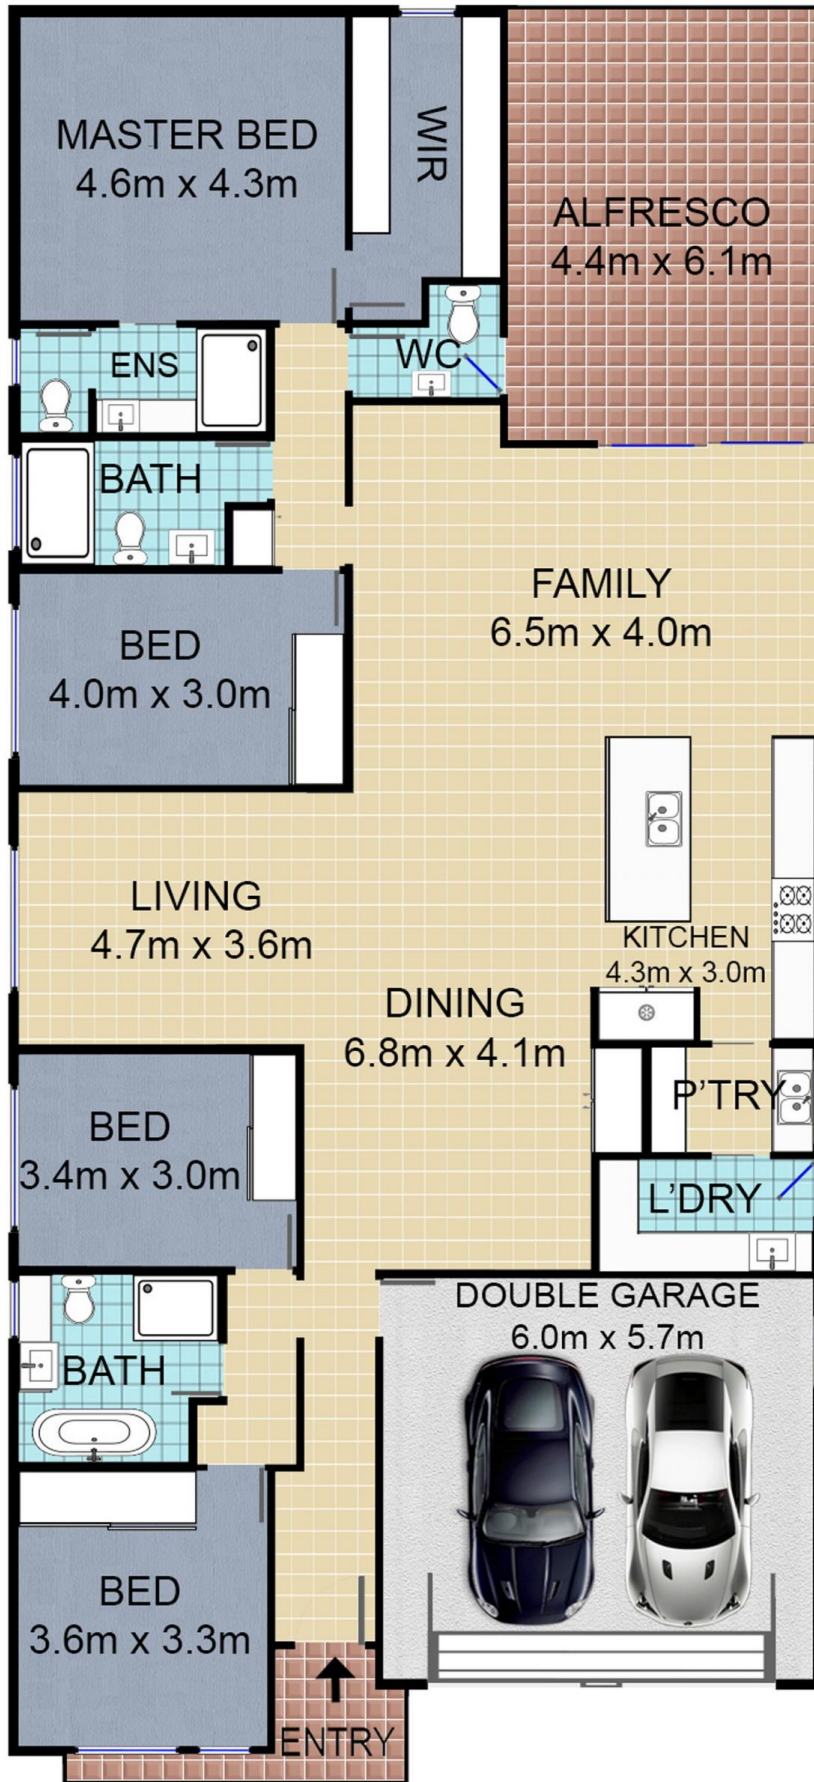 MASTER BED
4.6m x 4.3m
WIR
ALFRESCO
4.4m x 6.1m
ENS
WC
BATH
FAMILY
6.5m x 4.0m
BED
4.0m x 3.0m
LIVING
4.7m x 3.6m
KITCHEN
4.3m x 3.0m
DINING
6.8m x 4.1m
P'TRY
BED
3.4m x 3.0m
L'DRY
DOUBLE GARAGE
6.0m x 5.7m
BATH
BED
3.6m x 3.3m
ENTRY